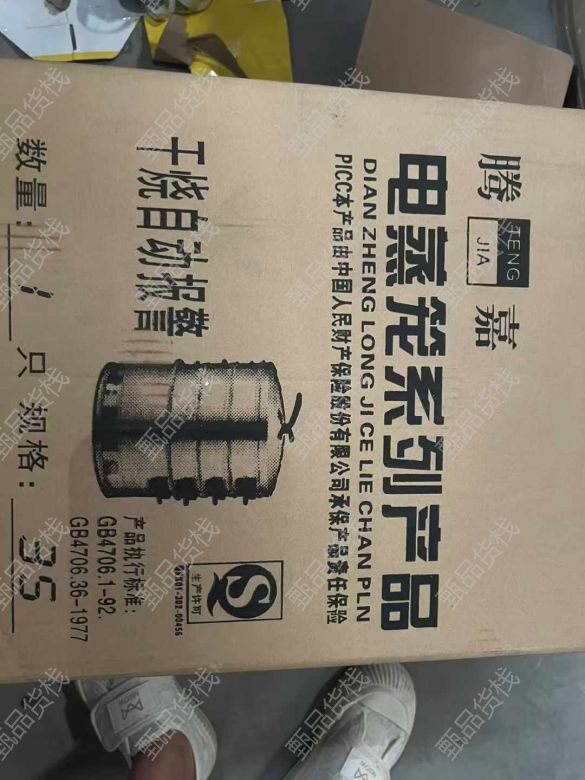 腾 TENG JIA 嘉
电蒸笼系列产品
DIAN ZHENG LONG JI CE LIE CHAN PLN
PICC本产品由中国人民财产保险股份有限公司承保产品责任保险
干烧自动报警
生产许可
产品执行标准:
GB4706.1-92.
GB4706.36-1977
数量: 1 只 规格: 35
甄品货栈